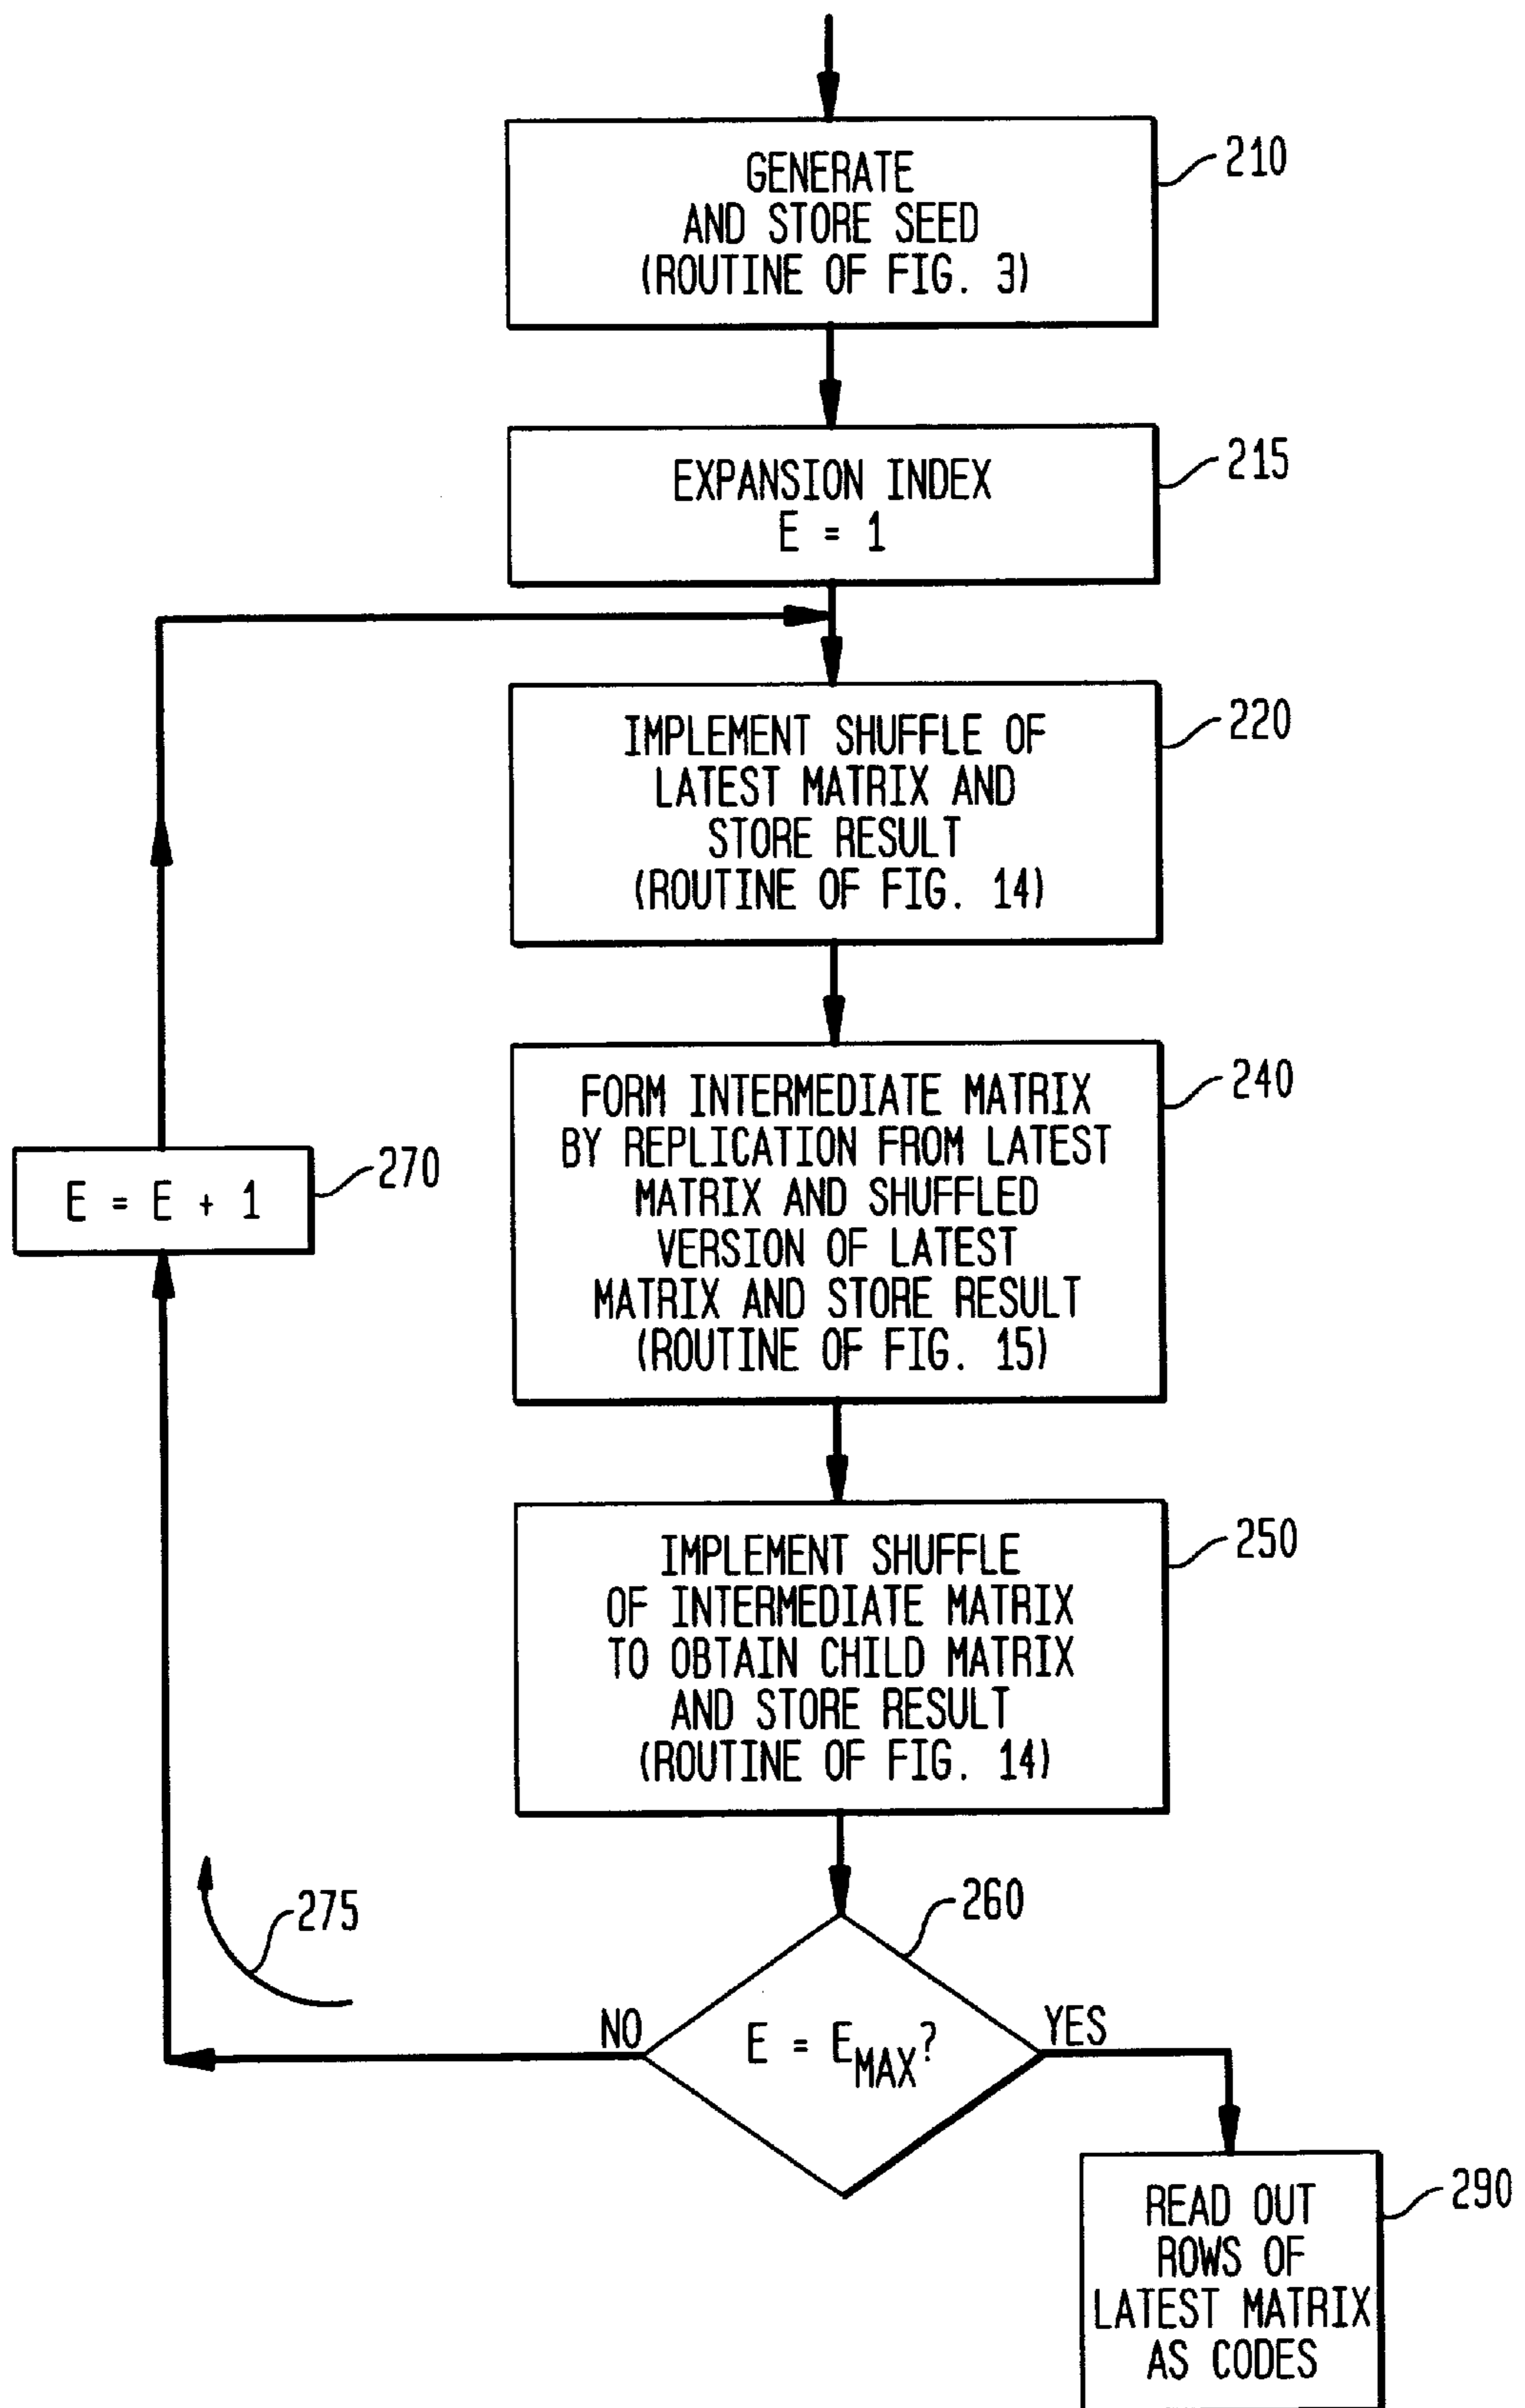 GENERATE
AND STORE SEED
(ROUTINE OF FIG. 3)
210
EXPANSION INDEX
E = 1
215
IMPLEMENT SHUFFLE OF
LATEST MATRIX AND
STORE RESULT
(ROUTINE OF FIG. 14)
220
FORM INTERMEDIATE MATRIX
BY REPLICATION FROM LATEST
MATRIX AND SHUFFLED
VERSION OF LATEST
MATRIX AND STORE RESULT
(ROUTINE OF FIG. 15)
240
E = E + 1
270
IMPLEMENT SHUFFLE
OF INTERMEDIATE MATRIX
TO OBTAIN CHILD MATRIX
AND STORE RESULT
(ROUTINE OF FIG. 14)
250
275
260
NO
E = EMAX?
YES
READ OUT
ROWS OF
LATEST MATRIX
AS CODES
290